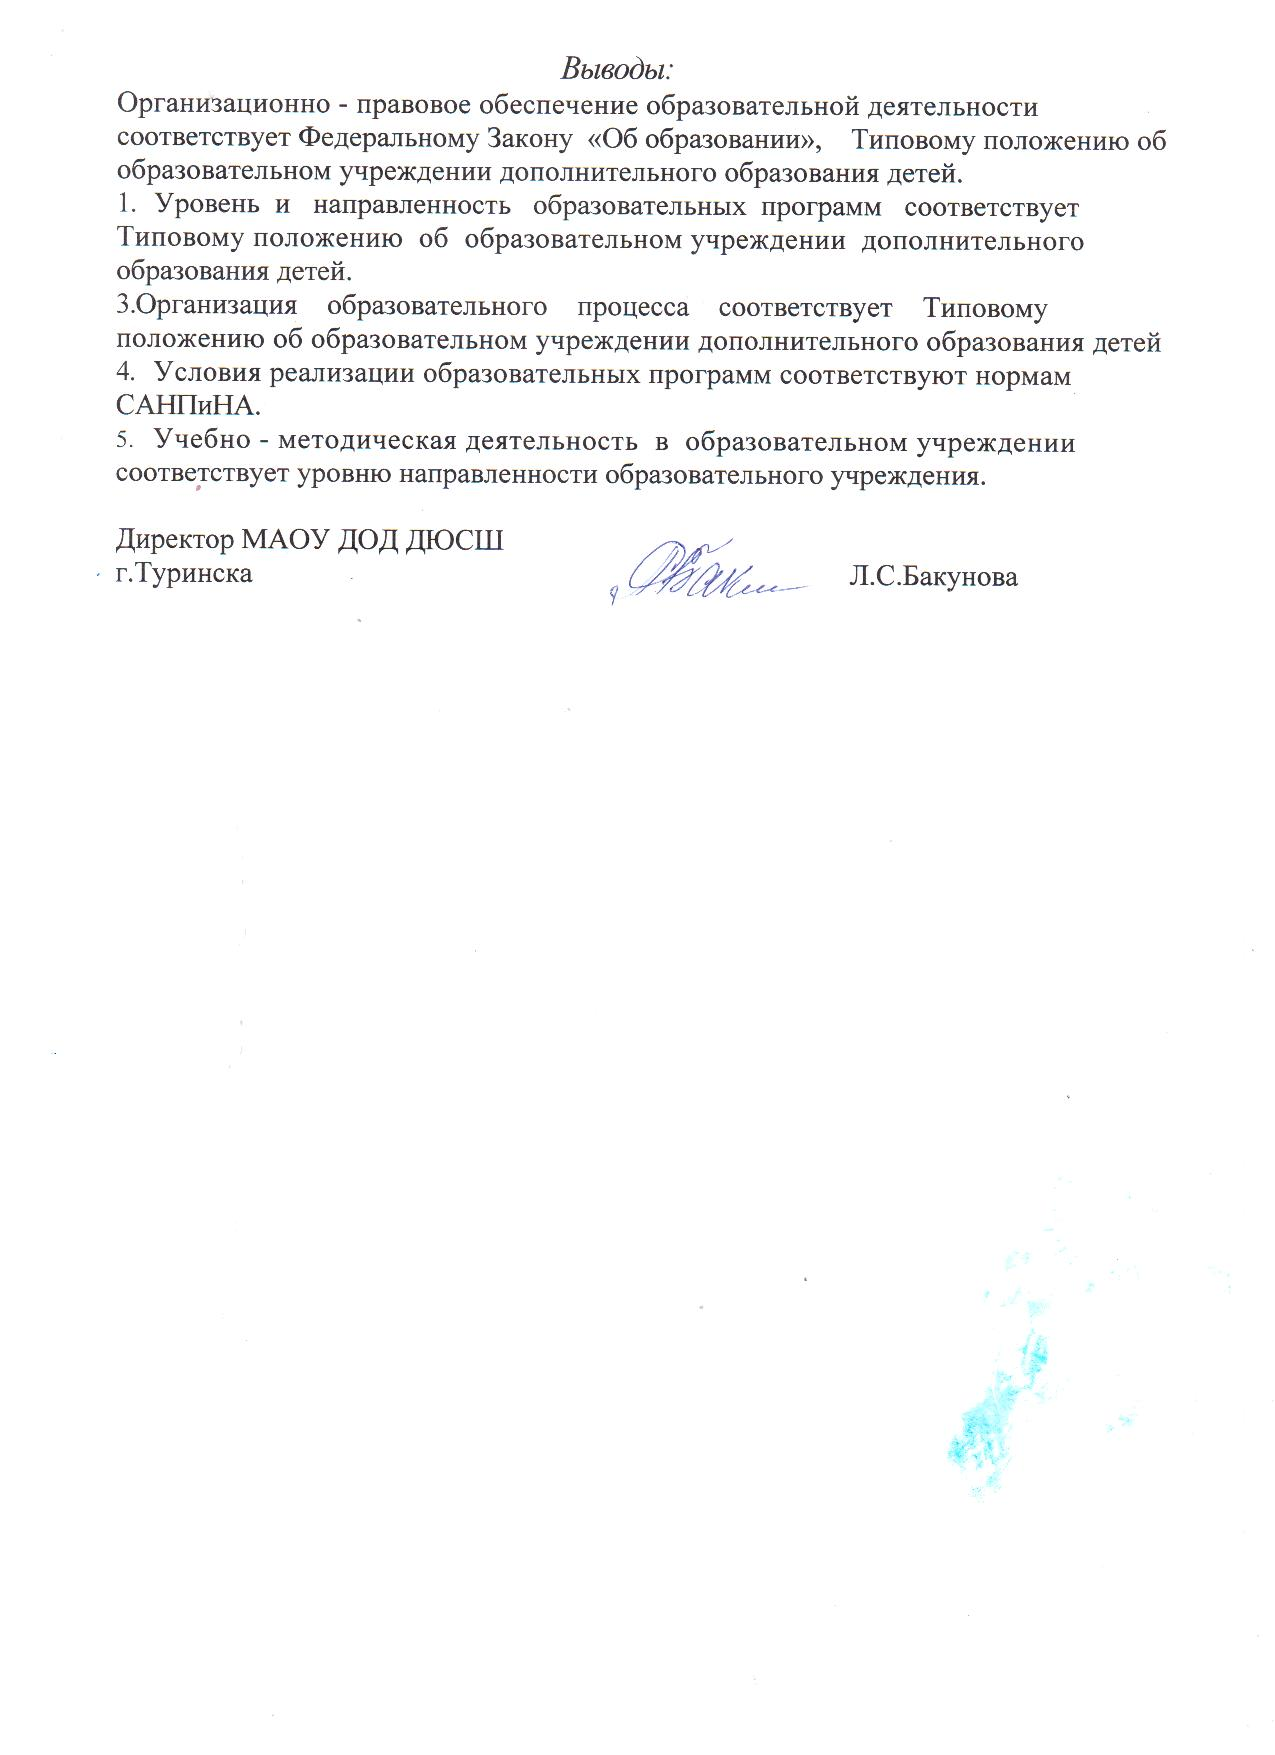 Выводы:
Организационно - правовое обеспечение образовательной деятельности
соответствует Федеральному Закону «Об образовании», Типовому положению об
образовательном учреждении дополнительного образования детей.
1. Уровень и направленность образовательных программ соответствует
Типовому положению об образовательном учреждении дополнительного
образования детей.
3.Организация образовательного процесса соответствует Типовому
положению об образовательном учреждении дополнительного образования детей
4. Условия реализации образовательных программ соответствуют нормам
САНПиНА.
5. Учебно - методическая деятельность в образовательном учреждении
соответствует уровню направленности образовательного учреждения.
Директор МАОУ ДОД ДЮСШ
г.Туринска Л.С.Бакунова